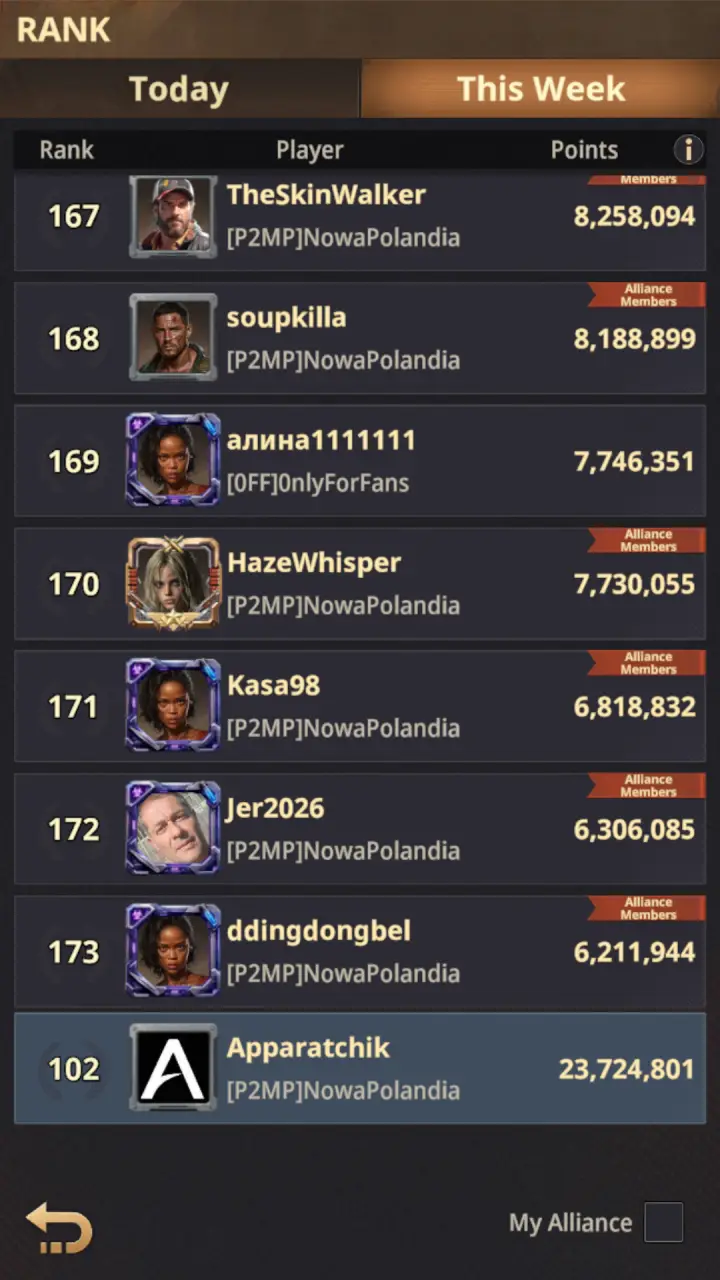 RANK
Today
This Week
Rank
Player
Points
i
Members
167
TheSkinWalker
[P2MP]NowaPolandia
8,258,094
Alliance
Members
168
soupkilla
[P2MP]NowaPolandia
8,188,899
169
алина1111111
[0FF]0nlyForFans
7,746,351
Alliance
Members
170
HazeWhisper
[P2MP]NowaPolandia
7,730,055
Alliance
Members
171
Kasa98
[P2MP]NowaPolandia
6,818,832
Alliance
Members
172
Jer2026
[P2MP]NowaPolandia
6,306,085
Alliance
Members
173
ddingdongbel
[P2MP]NowaPolandia
6,211,944
102
Apparatchik
[P2MP]NowaPolandia
23,724,801
My Alliance